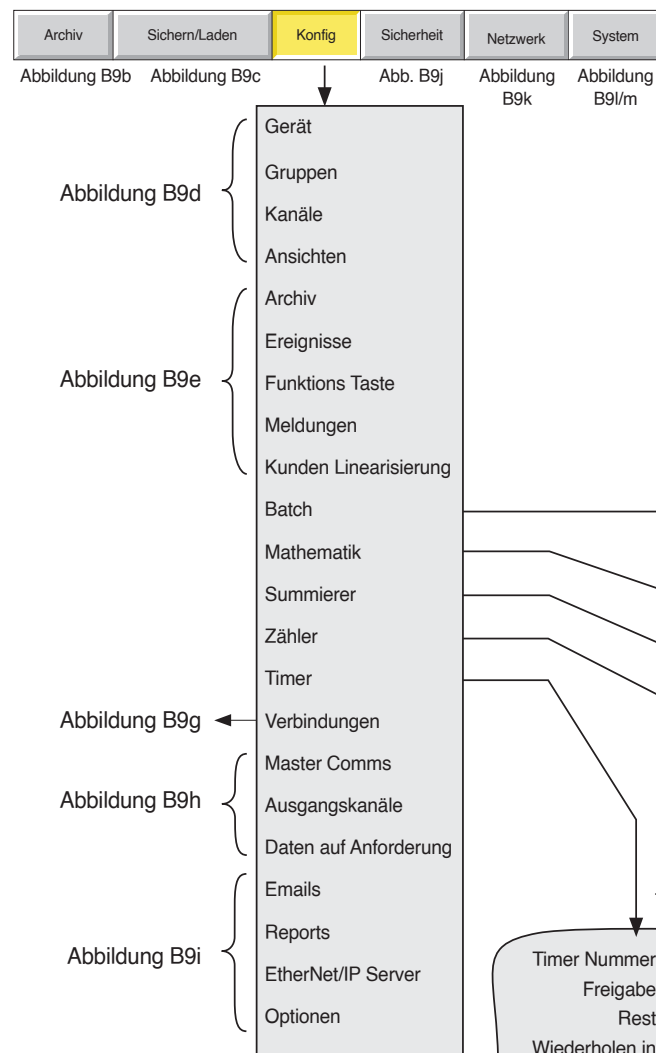 Archiv
Sichern/Laden
Konfig
Sicherheit
Netzwerk
System
Abbildung B9b
Abbildung B9c
Abb. B9j
Abbildung
B9k
Abbildung
B9l/m
Gerät
Gruppen
Kanäle
Ansichten
Abbildung B9d
Archiv
Ereignisse
Funktions Taste
Meldungen
Kunden Linearisierung
Abbildung B9e
Batch
Mathematik
Summierer
Zähler
Timer
Verbindungen
Abbildung B9g
Master Comms
Ausgangskanäle
Daten auf Anforderung
Abbildung B9h
Emails
Reports
EtherNet/IP Server
Optionen
Abbildung B9i
Timer Nummer
Freigabe
Rest
Wiederholen in